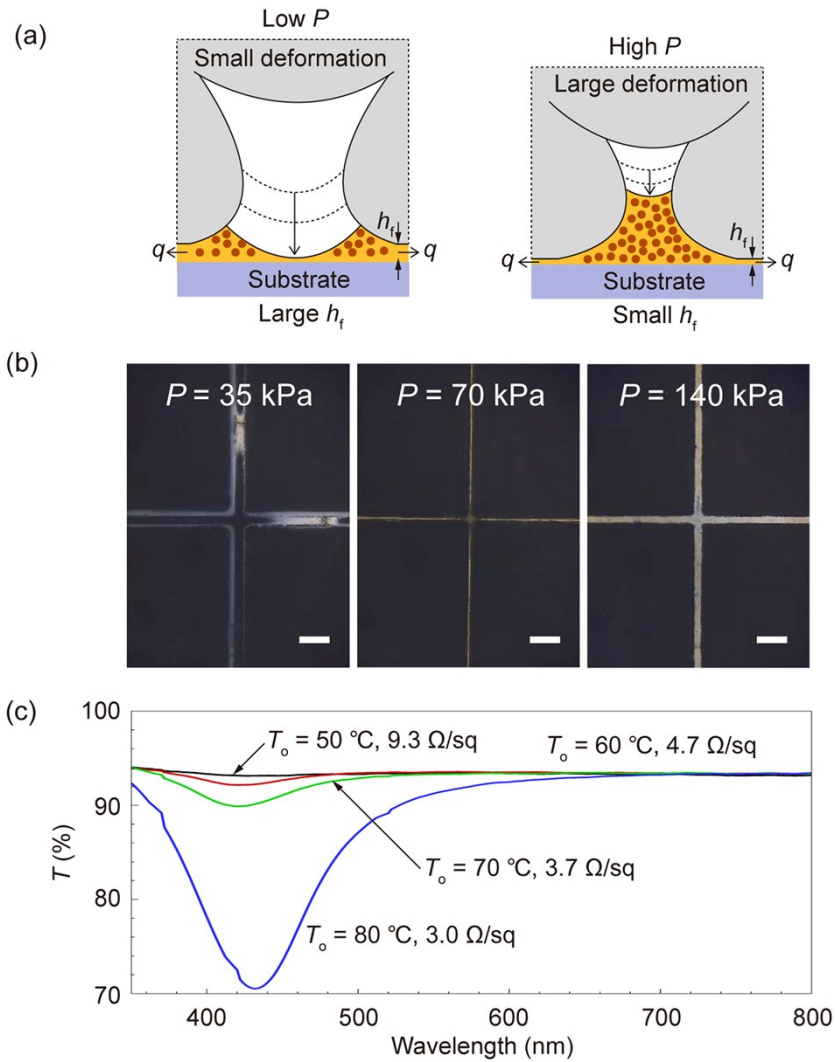 (a)
Low P
Small deformation
h_f
q
q
Substrate
Large h_f
High P
Large deformation
h_f
q
q
Substrate
Small h_f
(b)
P = 35 kPa
P = 70 kPa
P = 140 kPa
(c)
100
90
80
70
T (%)
T_o = 50 ℃, 9.3 Ω/sq
T_o = 60 ℃, 4.7 Ω/sq
T_o = 70 ℃, 3.7 Ω/sq
T_o = 80 ℃, 3.0 Ω/sq
400
500
600
700
800
Wavelength (nm)